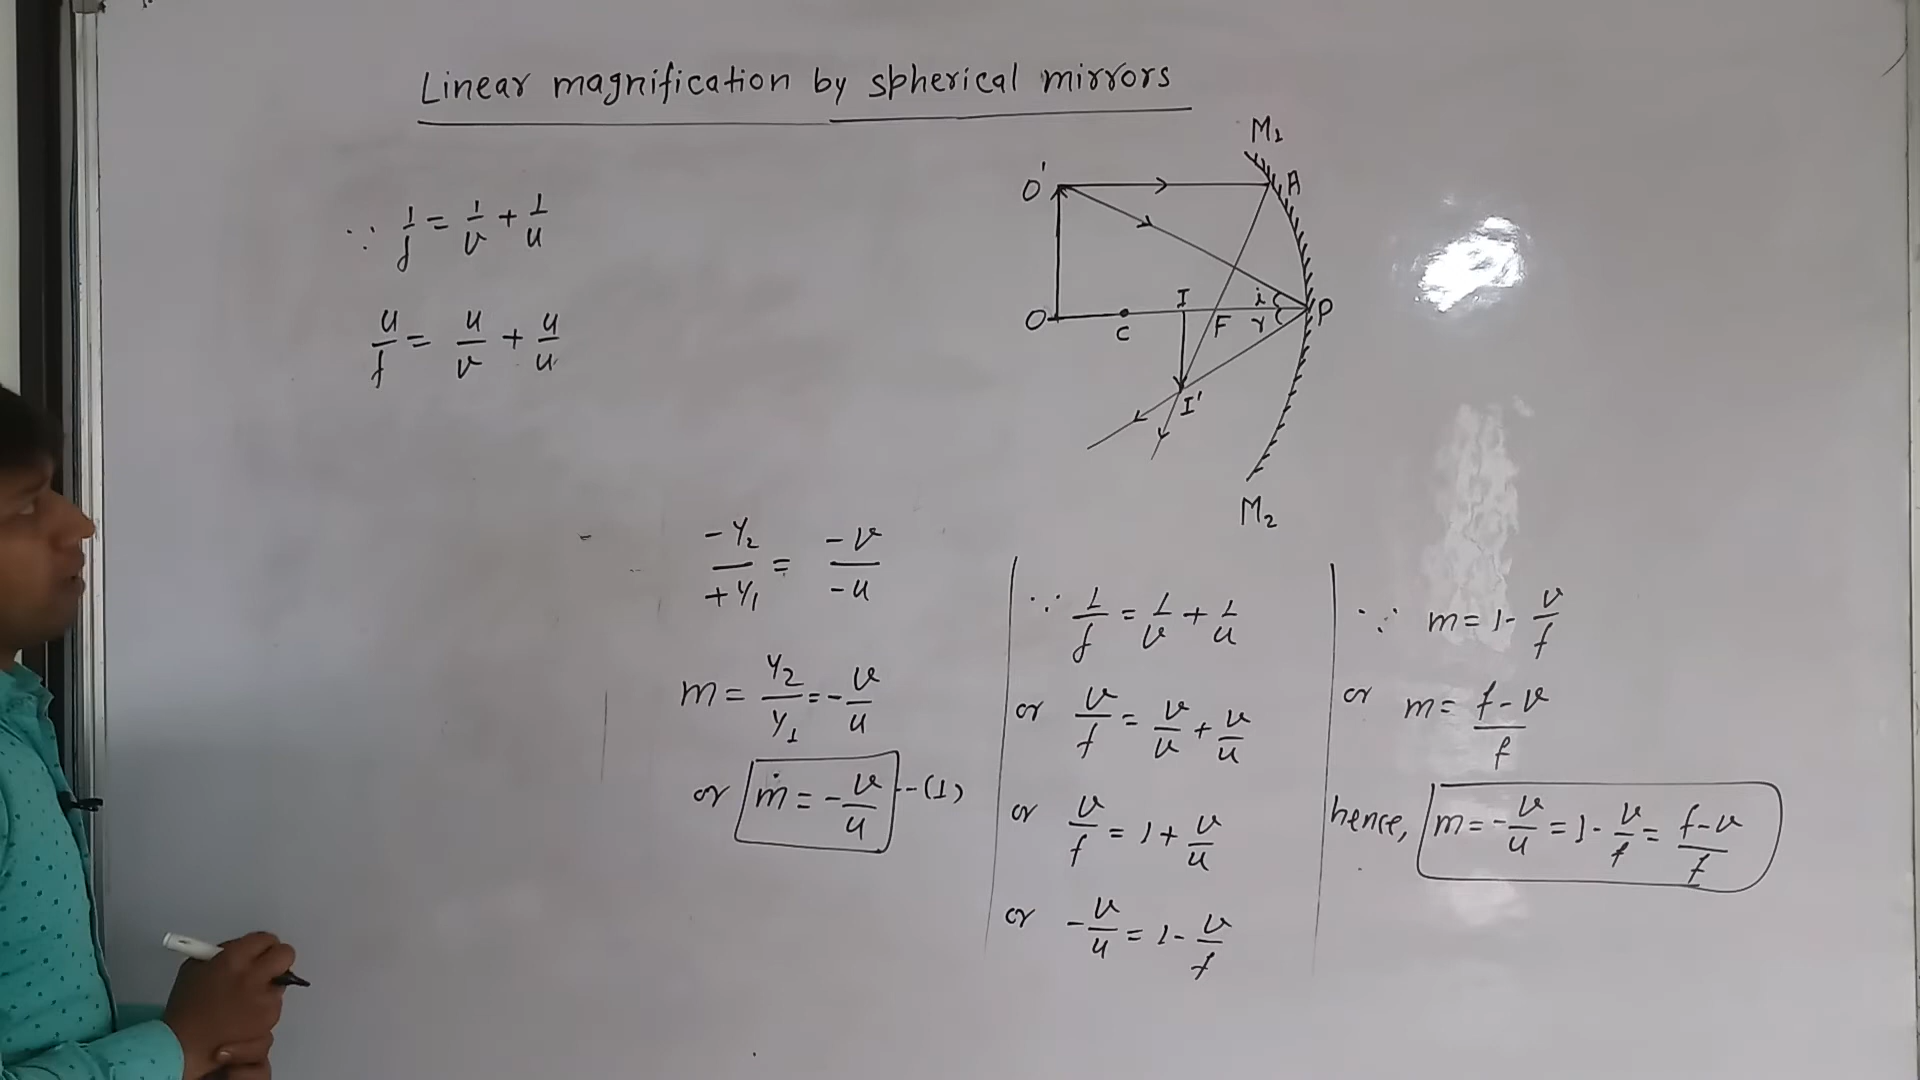 Linear magnification by spherical mirrors
∵ 1/f = 1/v + 1/u
u/f = u/v + u/u
M₁
O'
A
O
C
I
F
i
r
P
I'
M₂
-y₂/+y₁ = -v/-u
m = y₂/y₁ = -v/u
or m = -v/u -(1)
∵ 1/f = 1/v + 1/u
or v/f = v/v + v/u
or v/f = 1 + v/u
or -v/u = 1 - v/f
∵ m = 1 - v/f
or m = f-v/f
hence, m = -v/u = 1 - v/f = f-v/f